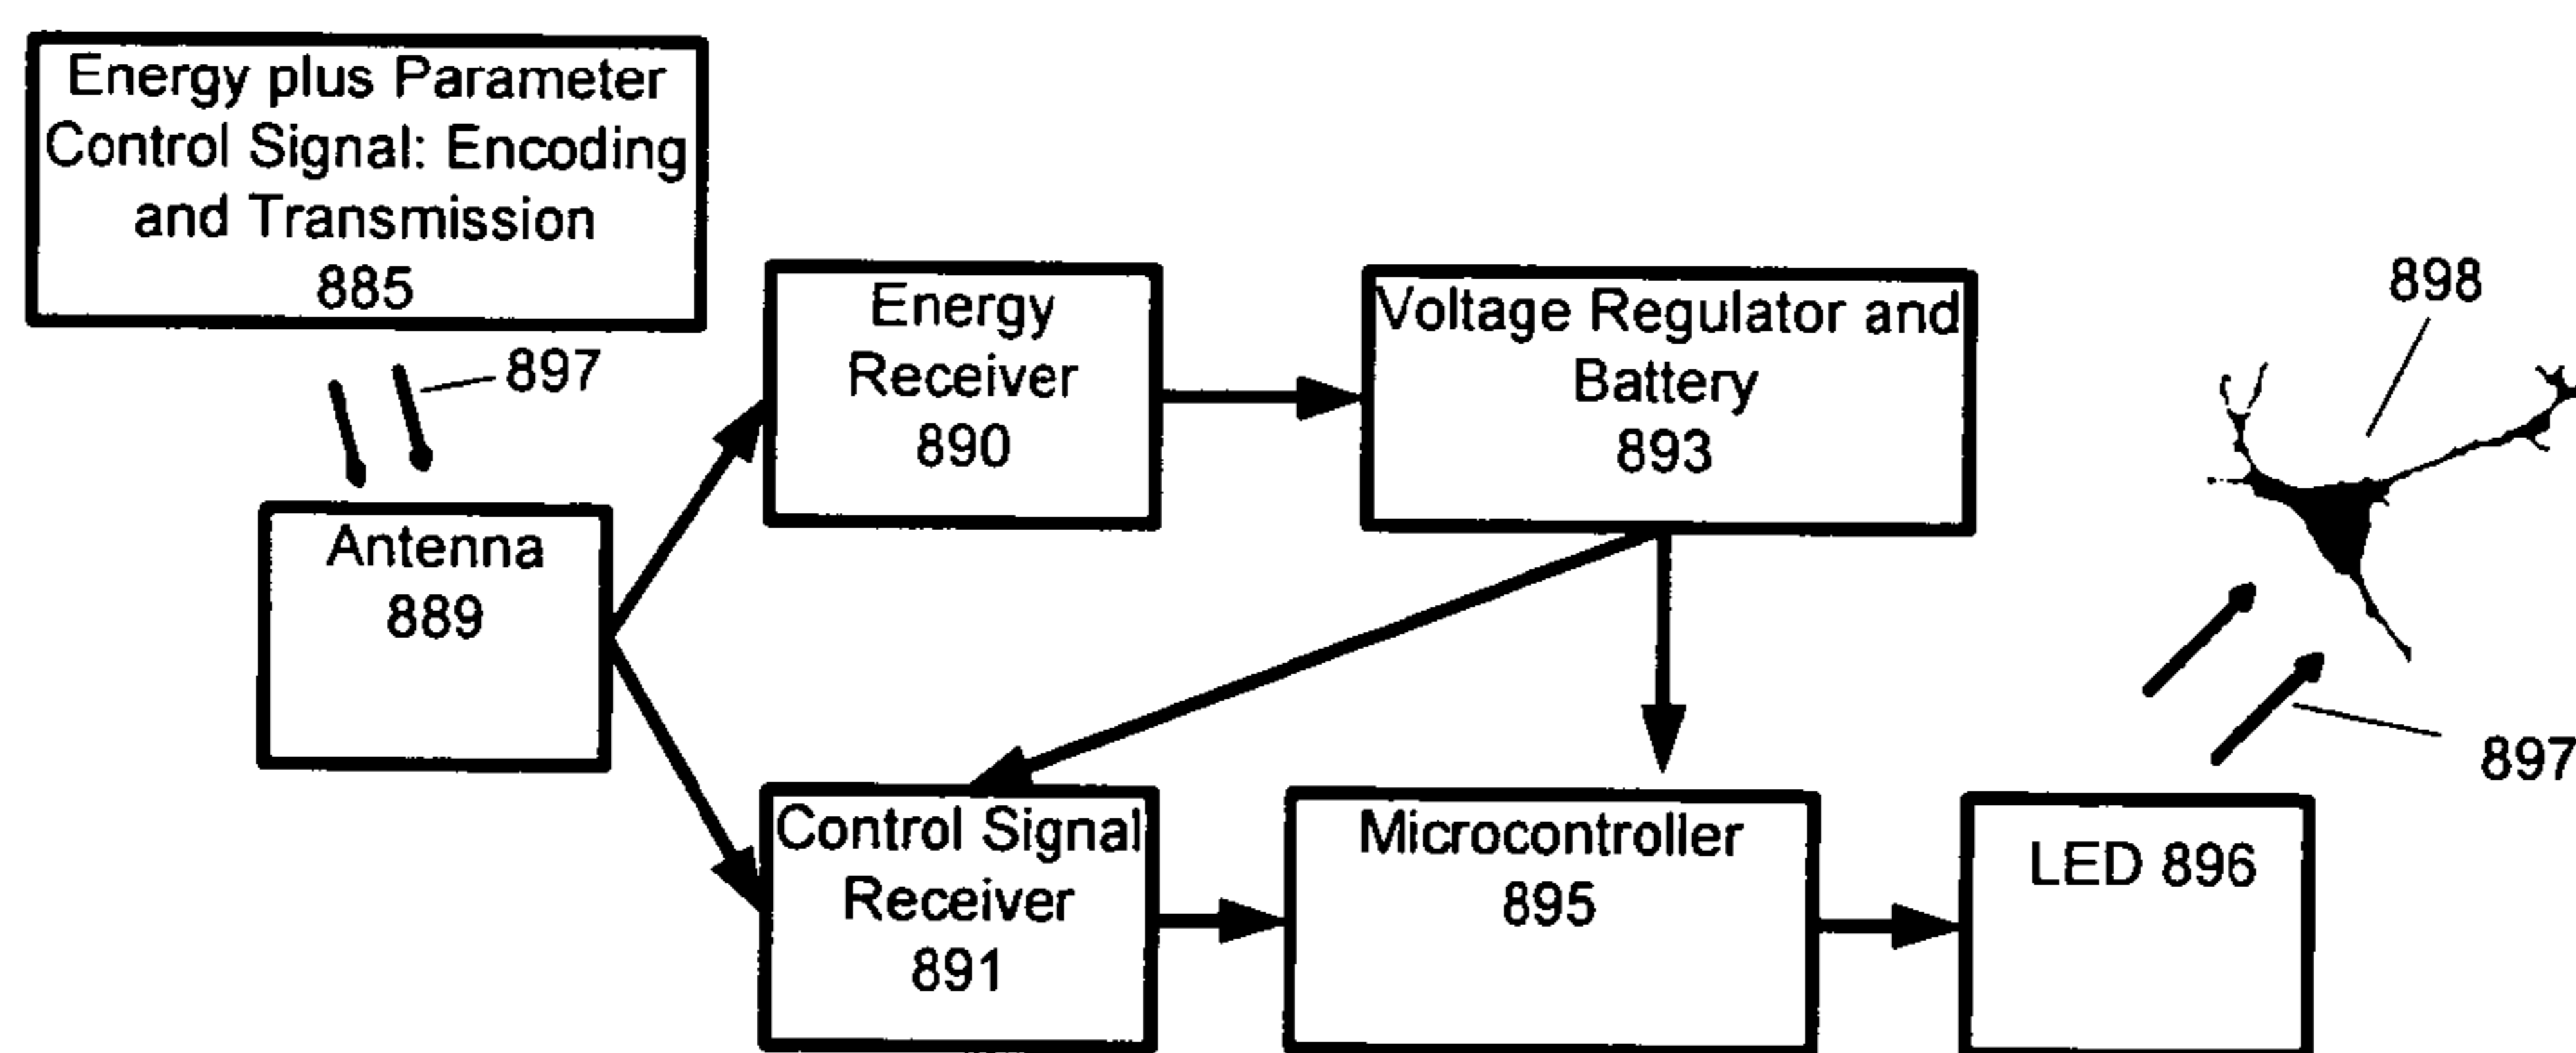 Energy plus Parameter
Control Signal: Encoding
and Transmission
885
897
Antenna
889
Energy
Receiver
890
Voltage Regulator and
Battery
893
898
Control Signal
Receiver
891
Microcontroller
895
LED 896
897